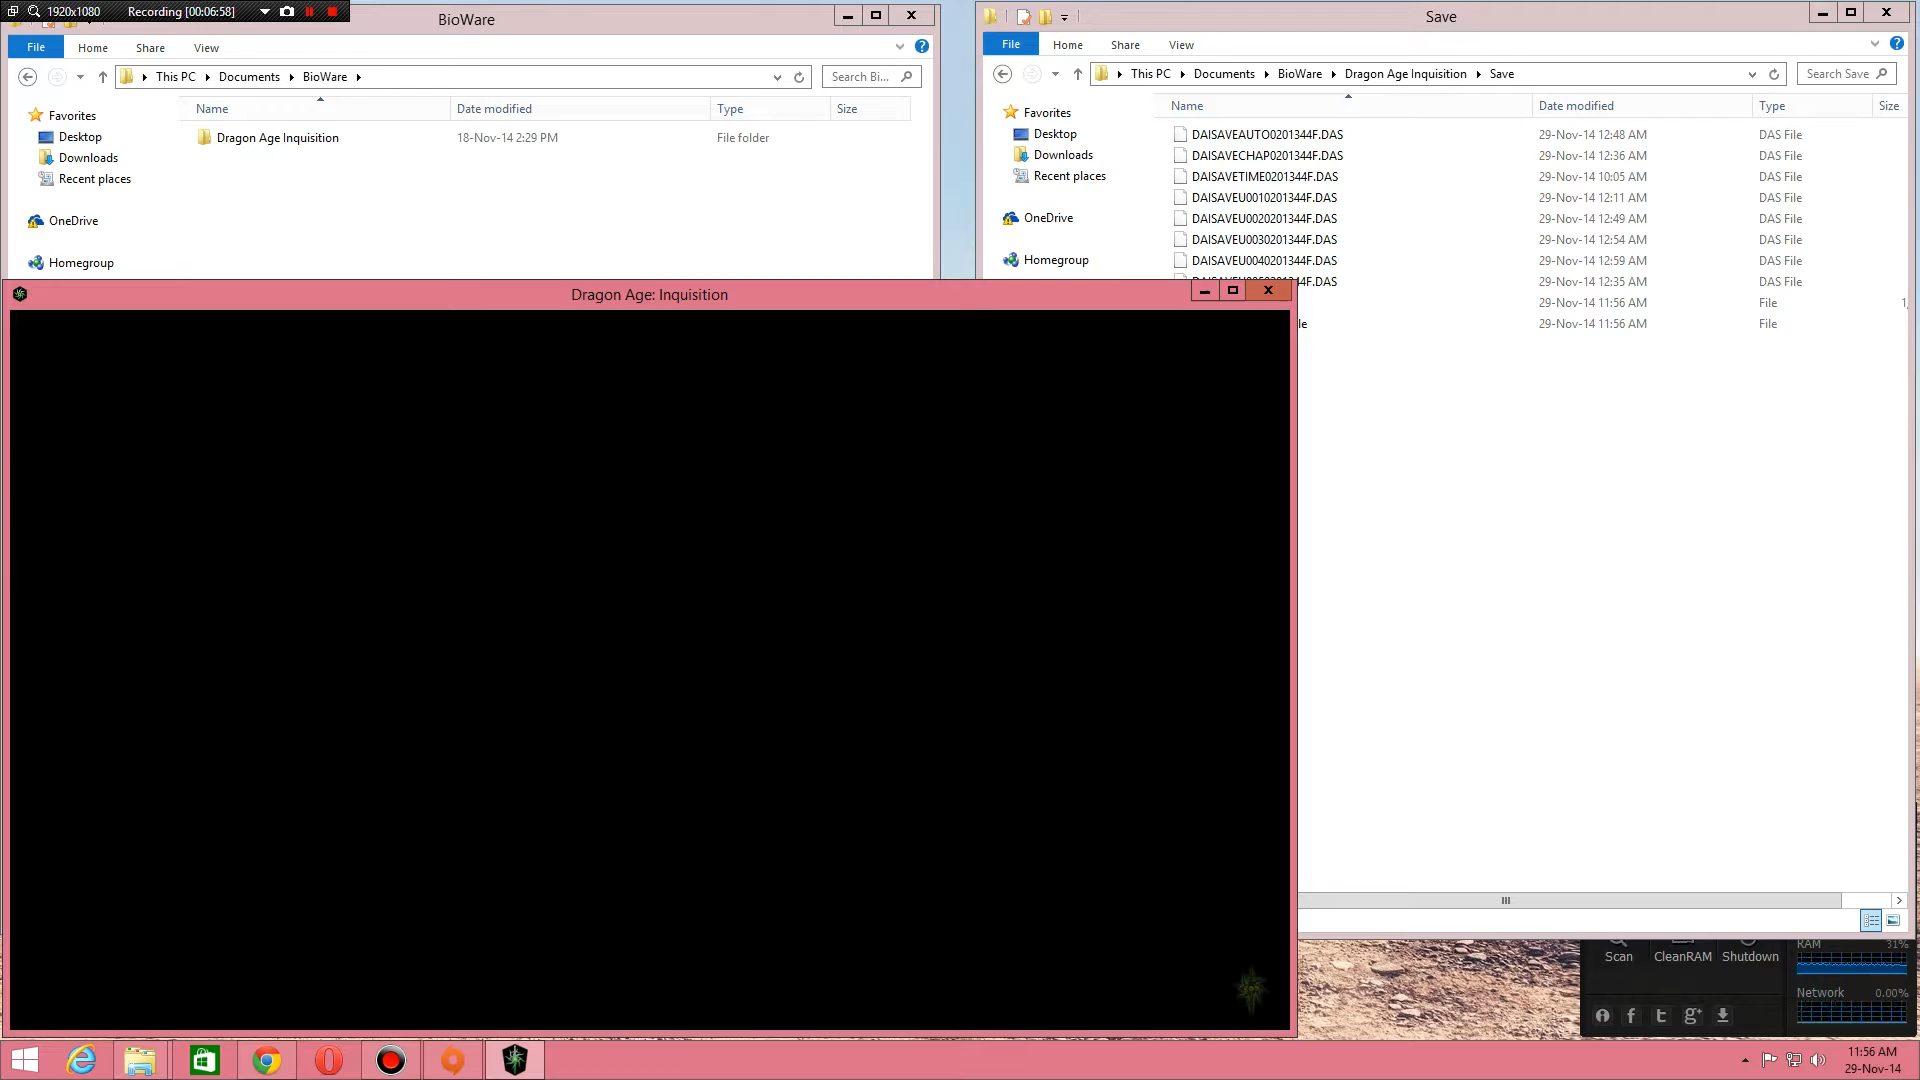 1920x1080 Recording [00:06:58]
BioWare
File Home Share View
This PC Documents BioWare
Search Bi...
Name Date modified Type Size
Favorites
Desktop
Downloads
Recent places
OneDrive
Homegroup
Dragon Age Inquisition 18-Nov-14 2:29 PM File folder
Save
File Home Share View
This PC Documents BioWare Dragon Age Inquisition Save
Search Save
Name Date modified Type Size
Favorites
Desktop
Downloads
Recent places
OneDrive
Homegroup
DAISAVEAUTO0201344F.DAS 29-Nov-14 12:48 AM DAS File
DAISAVECHAP0201344F.DAS 29-Nov-14 12:36 AM DAS File
DAISAVETIME0201344F.DAS 29-Nov-14 10:05 AM DAS File
DAISAVEU0010201344F.DAS 29-Nov-14 12:11 AM DAS File
DAISAVEU0020201344F.DAS 29-Nov-14 12:49 AM DAS File
DAISAVEU0030201344F.DAS 29-Nov-14 12:54 AM DAS File
DAISAVEU0040201344F.DAS 29-Nov-14 12:59 AM DAS File
DAISAVEU0050201344F.DAS 29-Nov-14 12:35 AM DAS File
29-Nov-14 11:56 AM File
le 29-Nov-14 11:56 AM File
Dragon Age: Inquisition
Scan CleanRAM Shutdown
RAM 31%
Network 0.00%
11:56 AM
29-Nov-14